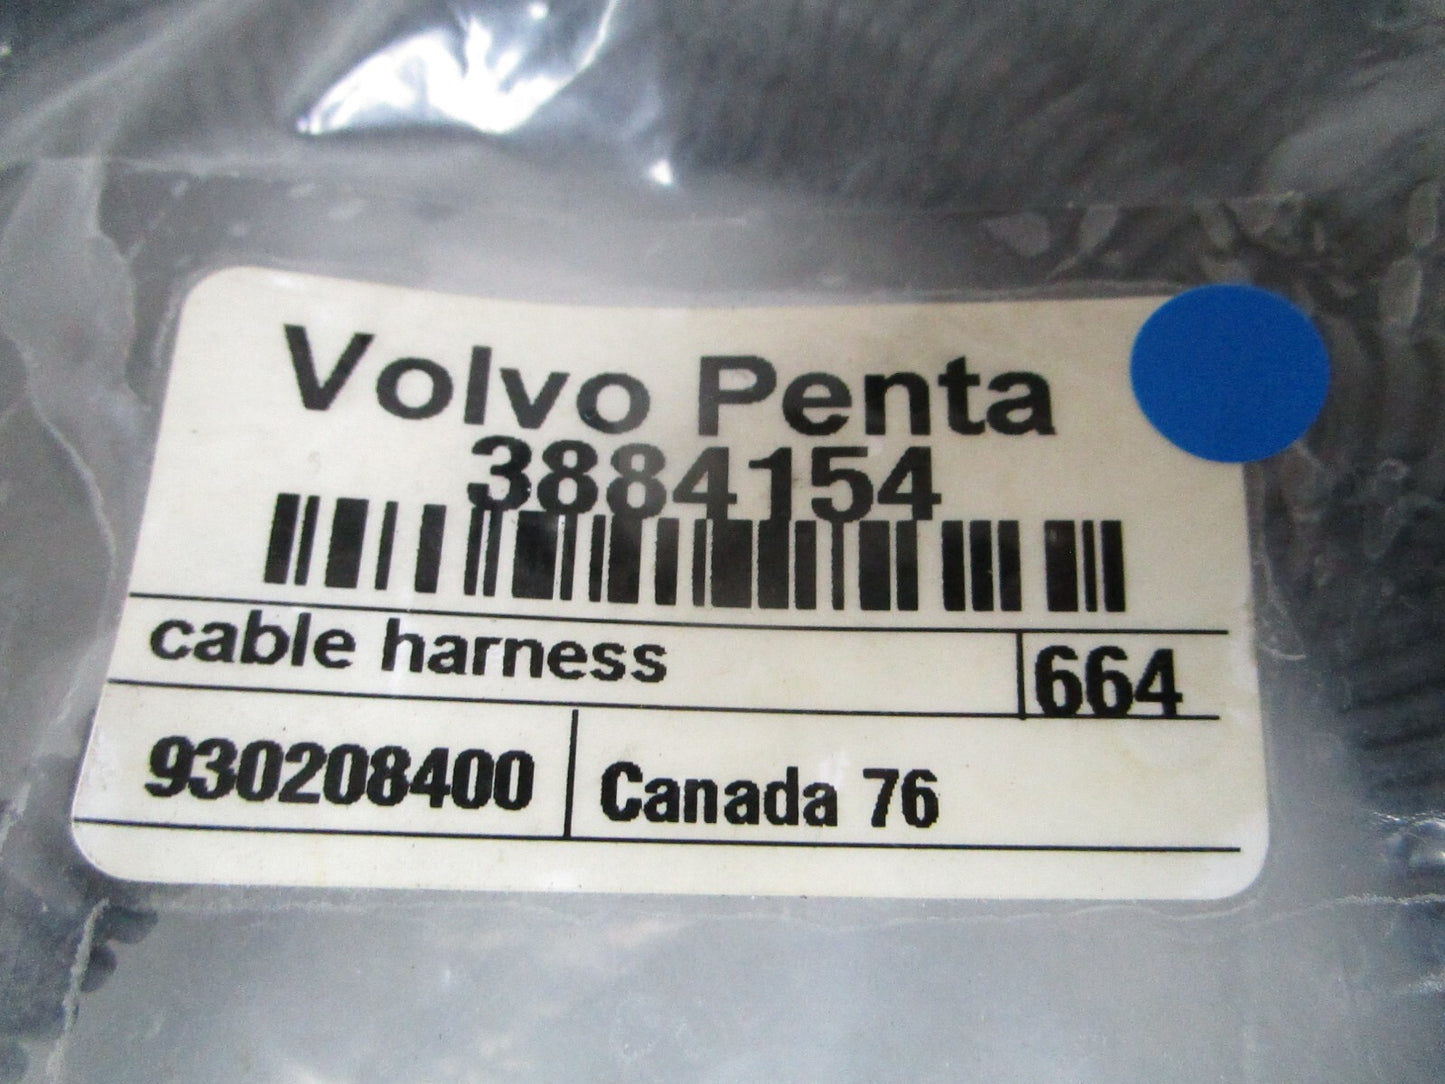 Volvo Penta
3884154
cable harness 664
930208400 Canada 76